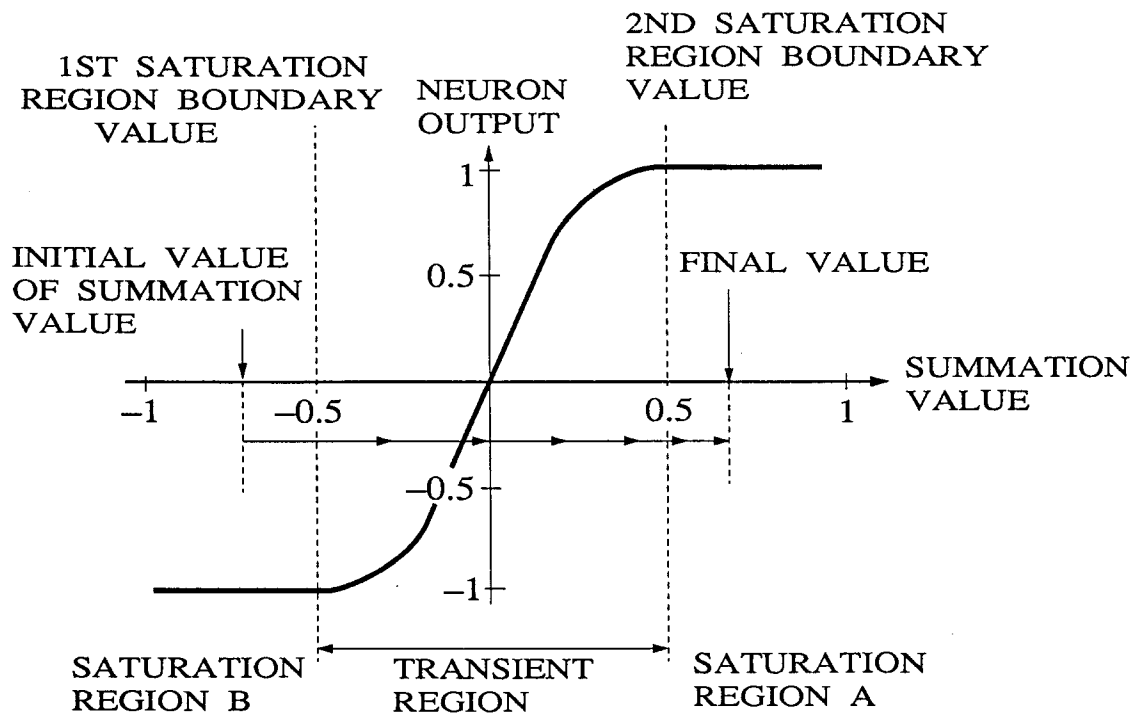 2ND SATURATION
REGION BOUNDARY
VALUE
1ST SATURATION
REGION BOUNDARY
VALUE
NEURON
OUTPUT
1
INITIAL VALUE
OF SUMMATION
VALUE
0.5
FINAL VALUE
SUMMATION
VALUE
−1
−0.5
0.5
1
−0.5
−1
SATURATION
REGION B
TRANSIENT
REGION
SATURATION
REGION A